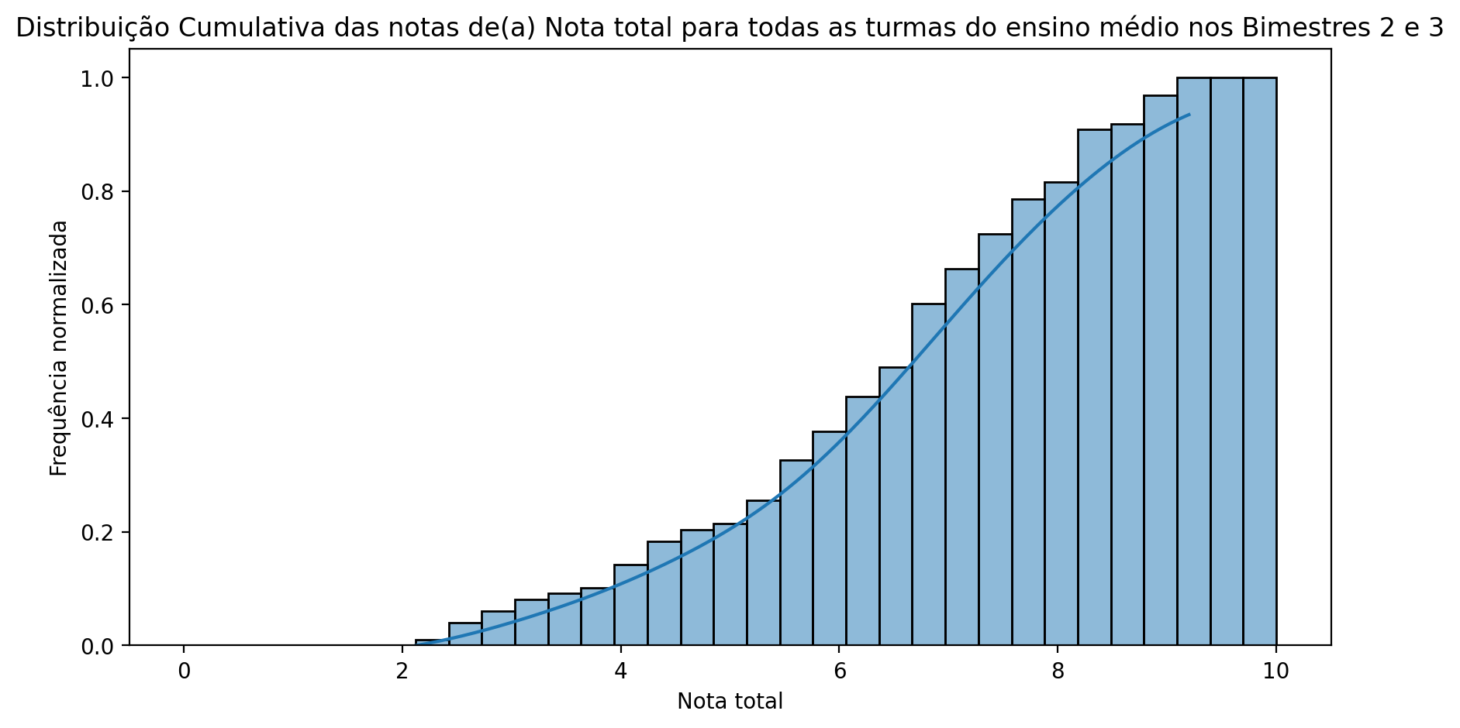 Distribuição Cumulativa das notas de(a) Nota total para todas as turmas do ensino médio nos Bimestres 2 e 3
1.0
0.8
0.6
0.4
0.2
0.0
Frequência normalizada
0 2 4 6 8 10
Nota total